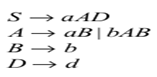 S → aAD
A → aB | bAB
B → b
D → d